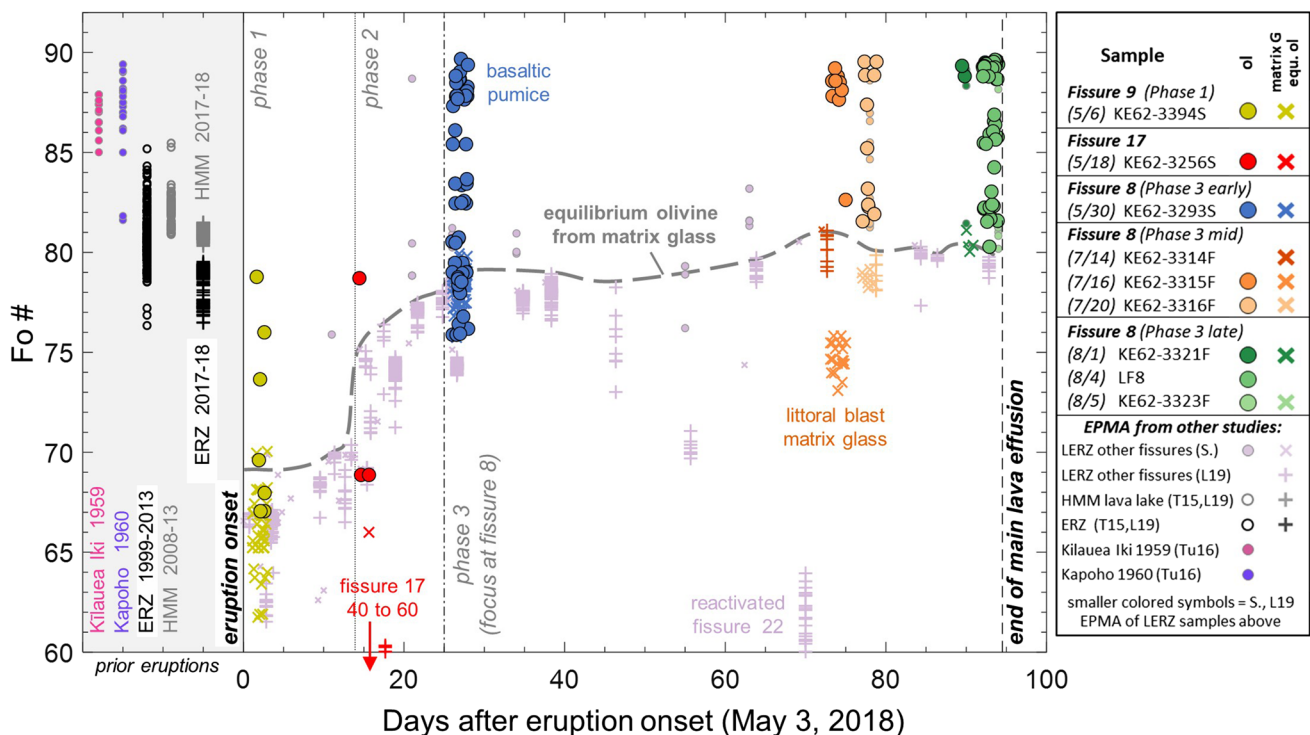 Fo #
90
85
80
75
70
65
60
phase 1
phase 2
phase 3
(focus at fissure 8)
HMM 2017-18
ERZ 2017-18
Kilauea Iki 1959
Kapoho 1960
ERZ 1999-2013
HMM 2008-13
eruption onset
prior eruptions
basaltic
pumice
equilibrium olivine
from matrix glass
fissure 17
40 to 60
reactivated
fissure 22
littoral blast
matrix glass
end of main lava effusion
0
20
40
60
80
100
Days after eruption onset (May 3, 2018)
Sample
ol
matrix G
equ. ol
Fissure 9 (Phase 1)
(5/6) KE62-3394S
Fissure 17
(5/18) KE62-3256S
Fissure 8 (Phase 3 early)
(5/30) KE62-3293S
Fissure 8 (Phase 3 mid)
(7/14) KE62-3314F
(7/16) KE62-3315F
(7/20) KE62-3316F
Fissure 8 (Phase 3 late)
(8/1) KE62-3321F
(8/4) LF8
(8/5) KE62-3323F
EPMA from other studies:
LERZ other fissures (S.)
LERZ other fissures (L19)
HMM lava lake (T15,L19)
ERZ (T15,L19)
Kilauea Iki 1959 (Tu16)
Kapoho 1960 (Tu16)
smaller colored symbols = S., L19
EPMA of LERZ samples above